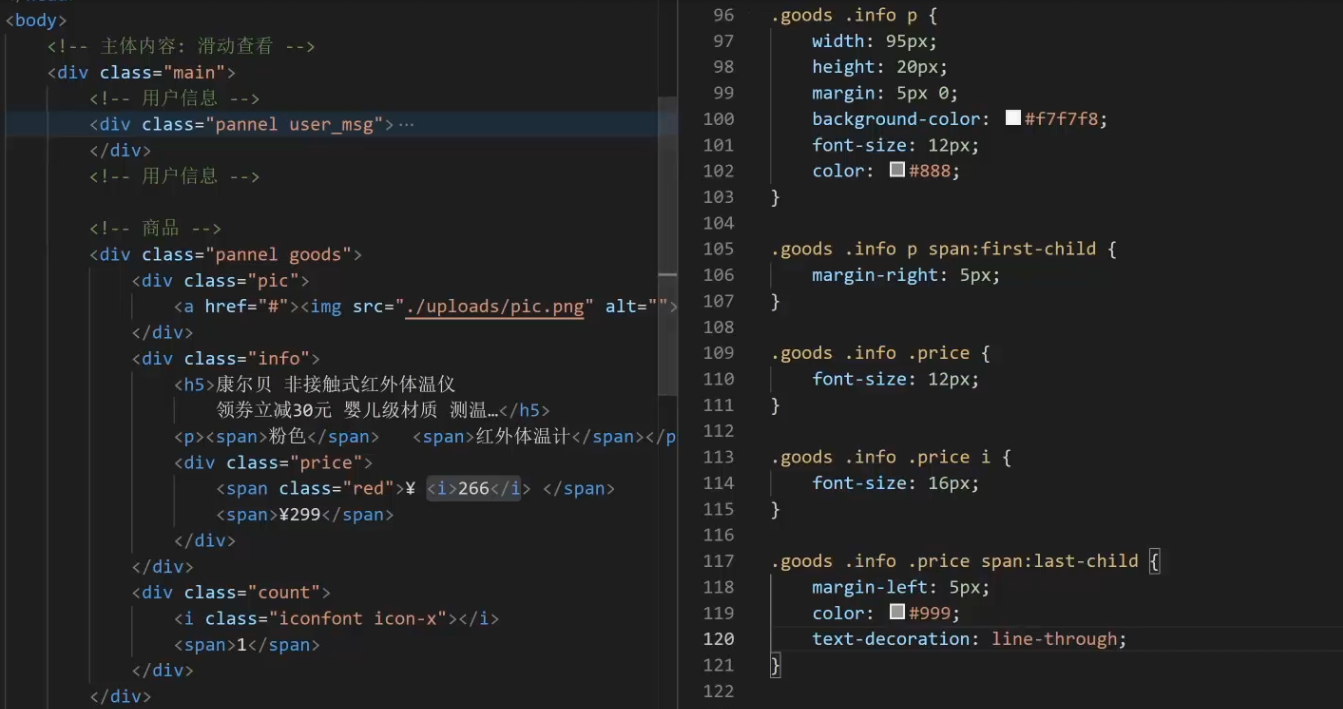 <body>
<!-- 主体内容: 滑动查看 -->
<div class="main">
<!-- 用户信息 -->
<div class="pannel user_msg">…
</div>
<!-- 用户信息 -->
<!-- 商品 -->
<div class="pannel goods">
<div class="pic">
<a href="#"><img src="./uploads/pic.png" alt="">
</div>
<div class="info">
<h5>康尔贝 非接触式红外体温仪
领券立减30元 婴儿级材质 测温…</h5>
<p><span>粉色</span> <span>红外体温计</span></p
<div class="price">
<span class="red">¥ <i>266</i> </span>
<span>¥299</span>
</div>
</div>
<div class="count">
<i class="iconfont icon-x"></i>
<span>1</span>
</div>
</div>
96 .goods .info p {
97 width: 95px;
98 height: 20px;
99 margin: 5px 0;
100 background-color: #f7f7f8;
101 font-size: 12px;
102 color: #888;
103 }
104
105 .goods .info p span:first-child {
106 margin-right: 5px;
107 }
108
109 .goods .info .price {
110 font-size: 12px;
111 }
112
113 .goods .info .price i {
114 font-size: 16px;
115 }
116
117 .goods .info .price span:last-child {
118 margin-left: 5px;
119 color: #999;
120 text-decoration: line-through;
121 }
122